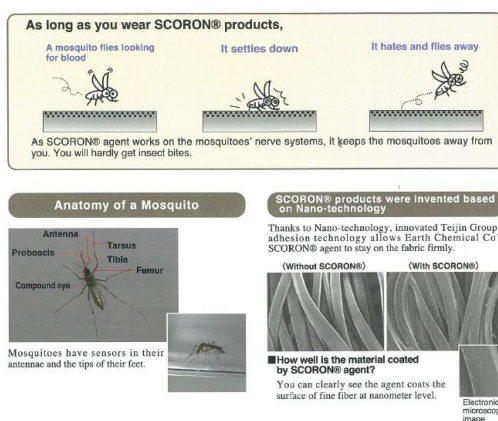 As long as you wear SCORON® products,
A mosquito flies looking
for blood
It settles down
It hates and flies away
As SCORON® agent works on the mosquitoes' nerve systems, it keeps the mosquitoes away from
you. You will hardly get insect bites.
Anatomy of a Mosquito
Antenna
Proboscis
Tarsus
Tibia
Femur
Compound eye
Mosquitoes have sensors in their
antennae and the tips of their feet.
SCORON® products were invented based
on Nano-technology
Thanks to Nano-technology, innovated Teijin Group
adhesion technology allows Earth Chemical Co'
SCORON® agent to stay on the fabric firmly.
〈Without SCORON®〉
〈With SCORON®〉
■How well is the material coated
by SCORON® agent?
You can clearly see the agent coats the
surface of fine fiber at nanometer level.
Electronic
microscop
image